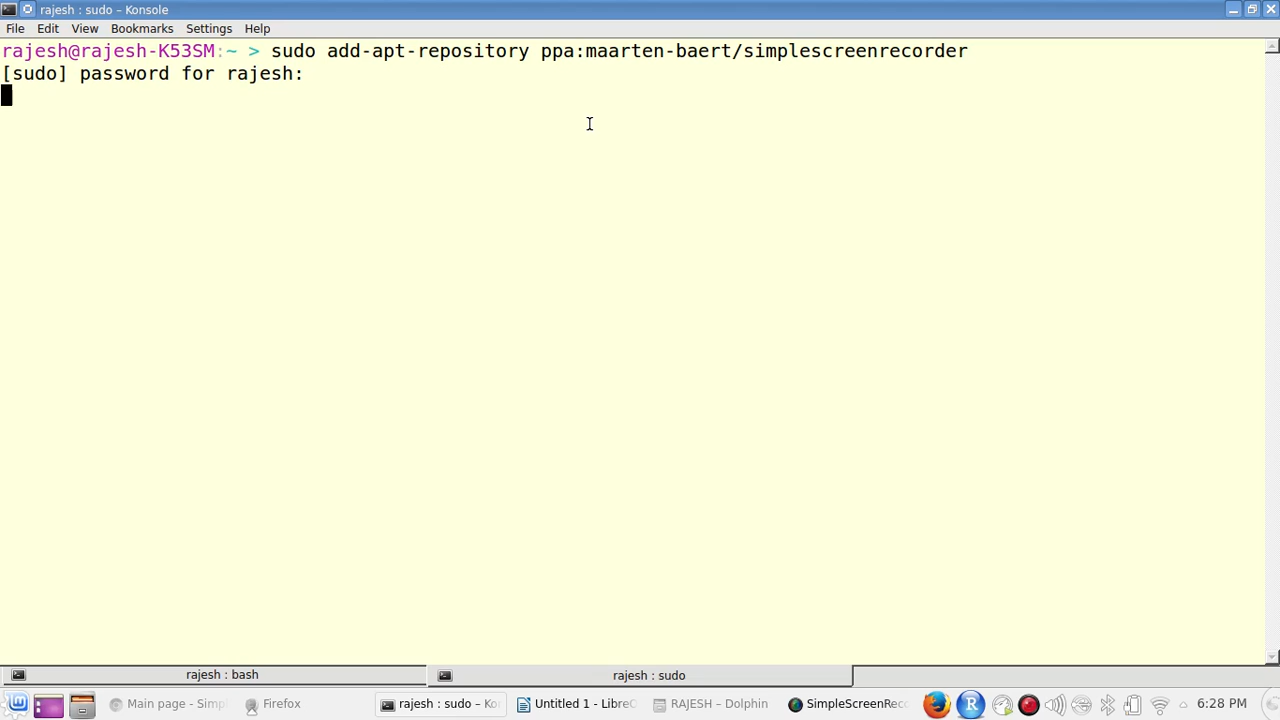 rajesh : sudo – Konsole
File Edit View Bookmarks Settings Help
rajesh@rajesh-K53SM:~ > sudo add-apt-repository ppa:maarten-baert/simplescreenrecorder
[sudo] password for rajesh:
rajesh : bash rajesh : sudo
Main page - Simpl Firefox rajesh : sudo – Ko Untitled 1 - LibreO RAJESH – Dolphin SimpleScreenRec 6:28 PM